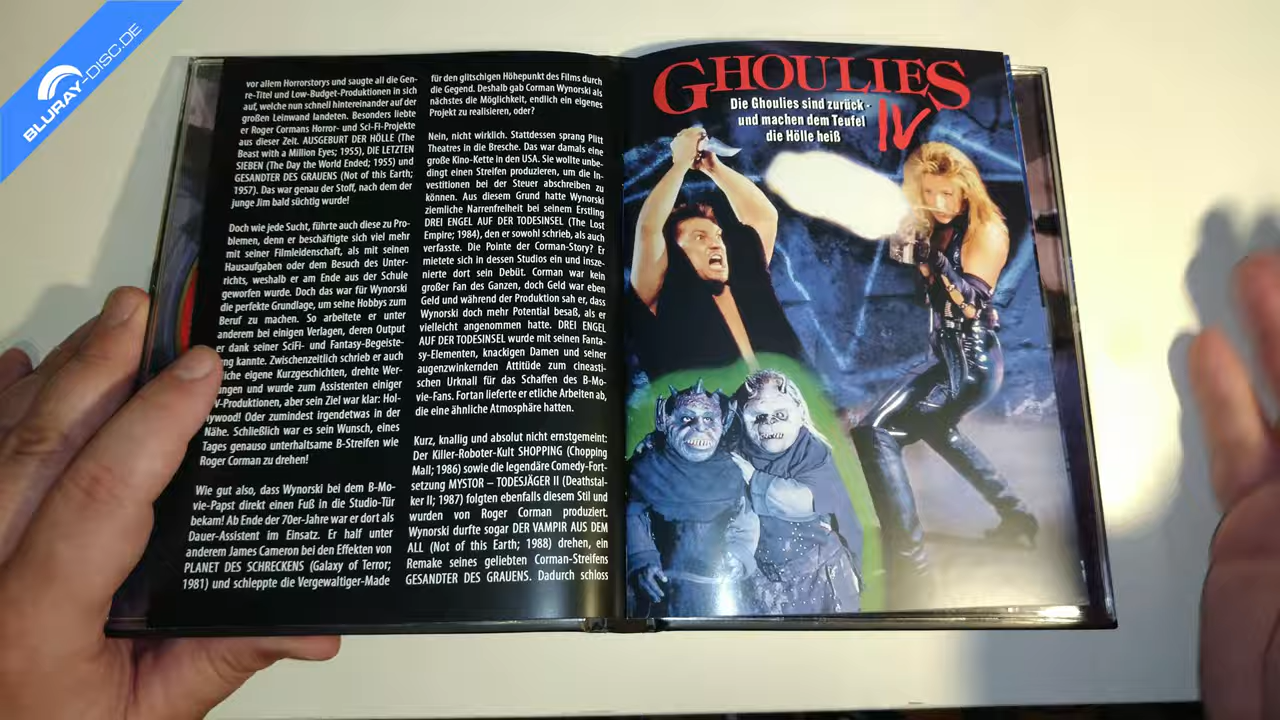 BLURAY-DISC.DE
vor allem Horrorstorys und saugte all die Gen-
re-Titel und Low-Budget-Produktionen in sich
auf, welche nun schnell hintereinander auf der
großen Leinwand landeten. Besonders liebte
er Roger Cormans Horror- und Sci-Fi-Projekte
aus dieser Zeit. AUSGEBURT DER HÖLLE (The
Beast with a Million Eyes; 1955), DIE LETZTEN
SIEBEN (The Day the World Ended; 1955) und
GESANDTER DES GRAUENS (Not of this Earth;
1957). Das war genau der Stoff, nach dem der
junge Jim bald süchtig wurde!
Doch wie jede Sucht, führte auch diese zu Pro-
blemen, denn er beschäftigte sich viel mehr
mit seiner Filmleidenschaft, als mit seinen
Hausaufgaben oder dem Besuch des Unter-
richts, weshalb er am Ende aus der Schule
geworfen wurde. Doch das war für Wynorski
die perfekte Grundlage, um seine Hobbys zum
Beruf zu machen. So arbeitete er unter
anderem bei einigen Verlagen, deren Output
er dank seiner SciFi- und Fantasy-Begeiste-
ng kannte. Zwischenzeitlich schrieb er auch
liche eigene Kurzgeschichten, drehte Wer-
ungen und wurde zum Assistenten einiger
V-Produktionen, aber sein Ziel war klar: Hol-
lywood! Oder zumindest irgendetwas in der
Nähe. Schließlich war es sein Wunsch, eines
Tages genauso unterhaltsame B-Streifen wie
Roger Corman zu drehen!
Wie gut also, dass Wynorski bei dem B-Mo-
vie-Papst direkt einen Fuß in die Studio-Tür
bekam! Ab Ende der 70er-Jahre war er dort als
Dauer-Assistent im Einsatz. Er half unter
anderem James Cameron bei den Effekten von
PLANET DES SCHRECKENS (Galaxy of Terror;
1981) und schleppte die Vergewaltiger-Made
für den glitschigen Höhepunkt des Films durch
die Gegend. Deshalb gab Corman Wynorski als
nächstes die Möglichkeit, endlich ein eigenes
Projekt zu realisieren, oder?
Nein, nicht wirklich. Stattdessen sprang Plitt
Theatres in die Bresche. Das war damals eine
große Kino-Kette in den USA. Sie wollte unbe-
dingt einen Streifen produzieren, um die In-
vestitionen bei der Steuer abschreiben zu
können. Aus diesem Grund hatte Wynorski
ziemliche Narrenfreiheit bei seinem Erstling
DREI ENGEL AUF DER TODESINSEL (The Lost
Empire; 1984), den er sowohl schrieb, als auch
verfasste. Die Pointe der Corman-Story? Er
mietete sich in dessen Studios ein und insze-
nierte dort sein Debüt. Corman war kein
großer Fan des Ganzen, doch Geld war eben
Geld und während der Produktion sah er, dass
Wynorski doch mehr Potential besaß, als er
vielleicht angenommen hatte. DREI ENGEL
AUF DER TODESINSEL wurde mit seinen Fanta-
sy-Elementen, knackigen Damen und seiner
augenzwinkernden Attitüde zum cineasti-
schen Urknall für das Schaffen des B-Mo-
vie-Fans. Fortan lieferte er etliche Arbeiten ab,
die eine ähnliche Atmosphäre hatten.
Kurz, knallig und absolut nicht ernstgemeint:
Der Killer-Roboter-Kult SHOPPING (Chopping
Mall; 1986) sowie die legendäre Comedy-Fort-
setzung MYSTOR – TODESJÄGER II (Deathstal-
ker II; 1987) folgten ebenfalls diesem Stil und
wurden von Roger Corman produziert.
Wynorski durfte sogar DER VAMPIR AUS DEM
ALL (Not of this Earth; 1988) drehen, ein
Remake seines geliebten Corman-Streifens
GESANDTER DES GRAUENS. Dadurch schloss
GHOULIES
IV
Die Ghoulies sind zurück -
und machen dem Teufel
die Hölle heiß